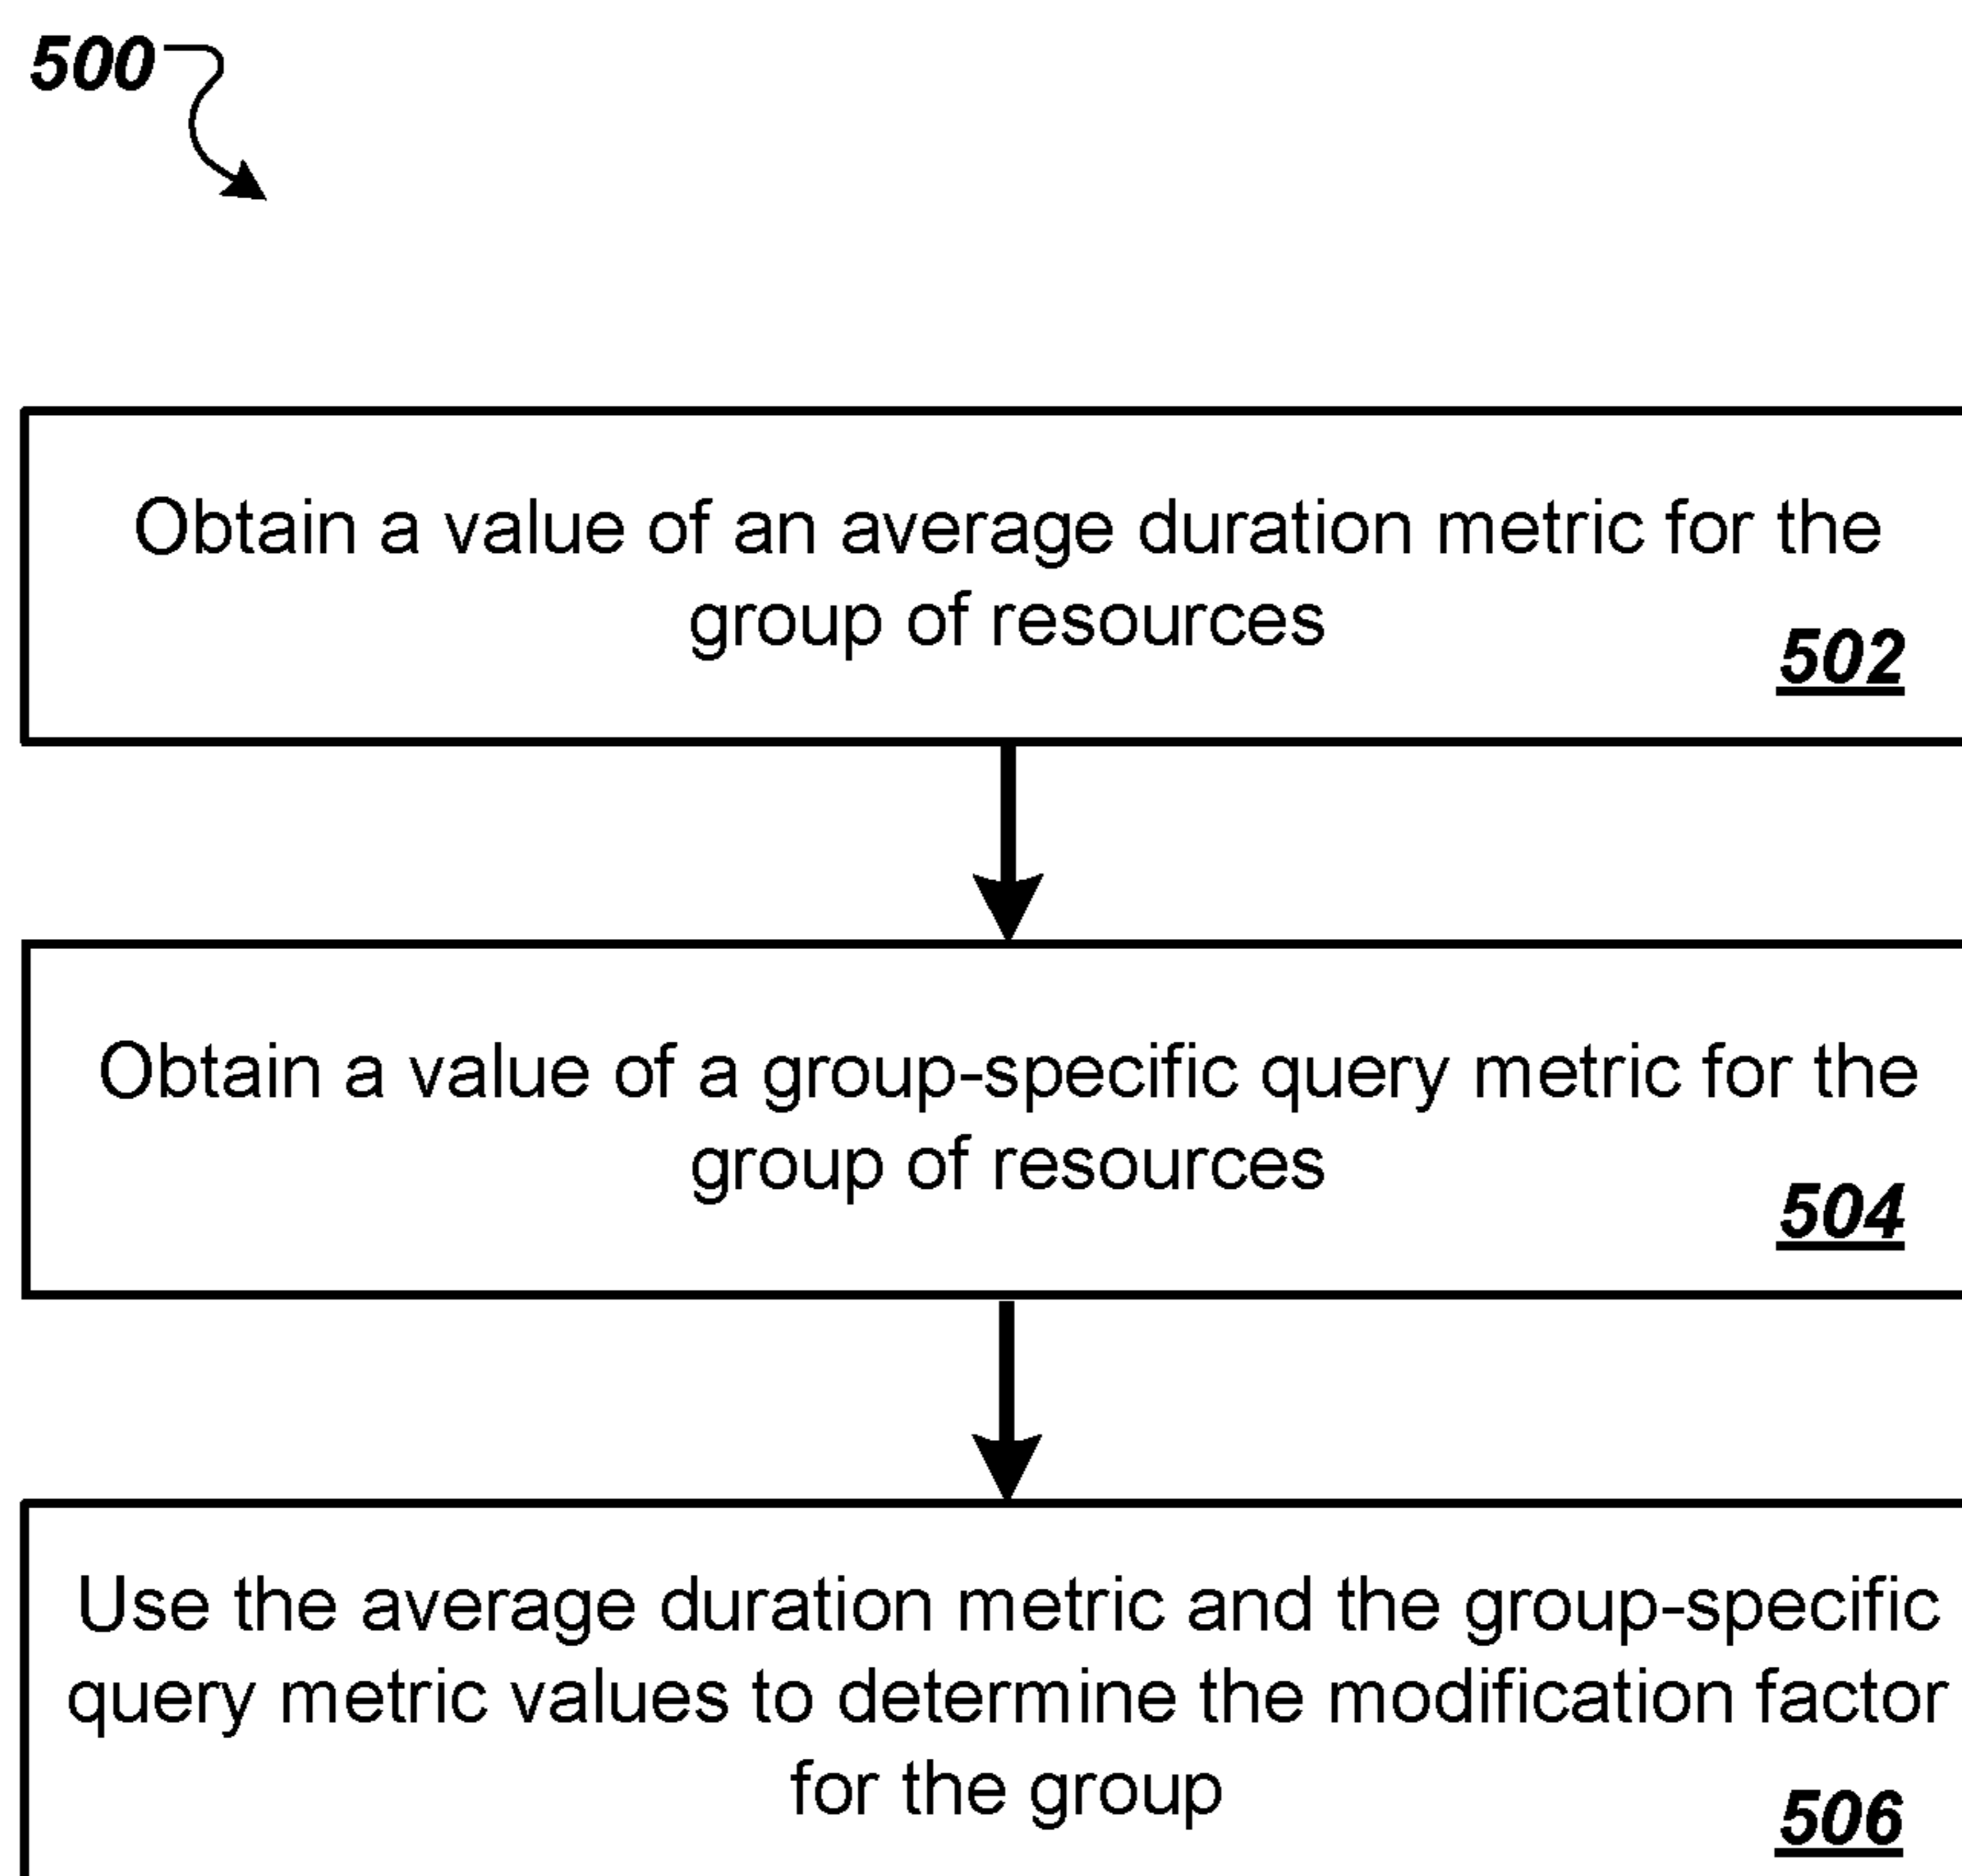 500
Obtain a value of an average duration metric for the
group of resources
502
Obtain a value of a group-specific query metric for the
group of resources
504
Use the average duration metric and the group-specific
query metric values to determine the modification factor
for the group
506